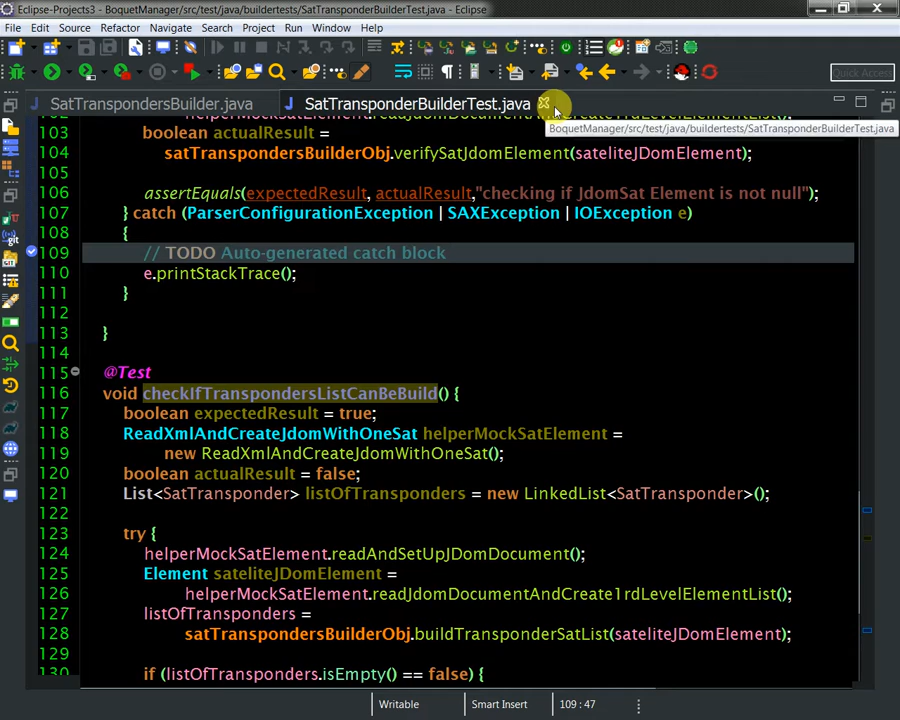 Eclipse-Projects3 - BoquetManager/src/test/java/buildertests/SatTransponderBuilderTest.java - Eclipse
File Edit Source Refactor Navigate Search Project Run Window Help
Quick Access
SatTranspondersBuilder.java SatTransponderBuilderTest.java
BoquetManager/src/test/java/buildertests/SatTransponderBuilderTest.java
103 boolean actualResult =
104 satTranspondersBuilderObj.verifySatJdomElement(sateliteJDomElement);
105
106 assertEquals(expectedResult, actualResult,"checking if JdomSat Element is not null");
107 } catch (ParserConfigurationException | SAXException | IOException e)
108 {
109 // TODO Auto-generated catch block
110 e.printStackTrace();
111 }
112
113 }
114
115 @Test
116 void checkIfTranspondersListCanBeBuild() {
117 boolean expectedResult = true;
118 ReadXmlAndCreateJdomWithOneSat helperMockSatElement =
119 new ReadXmlAndCreateJdomWithOneSat();
120 boolean actualResult = false;
121 List<SatTransponder> listOfTransponders = new LinkedList<SatTransponder>();
122
123 try {
124 helperMockSatElement.readAndSetUpJDomDocument();
125 Element sateliteJDomElement =
126 helperMockSatElement.readJdomDocumentAndCreate1rdLevelElementList();
127 listOfTransponders =
128 satTranspondersBuilderObj.buildTransponderSatList(sateliteJDomElement);
129
130 if (listOfTransponders.isEmpty() == false) {
Writable Smart Insert 109 : 47